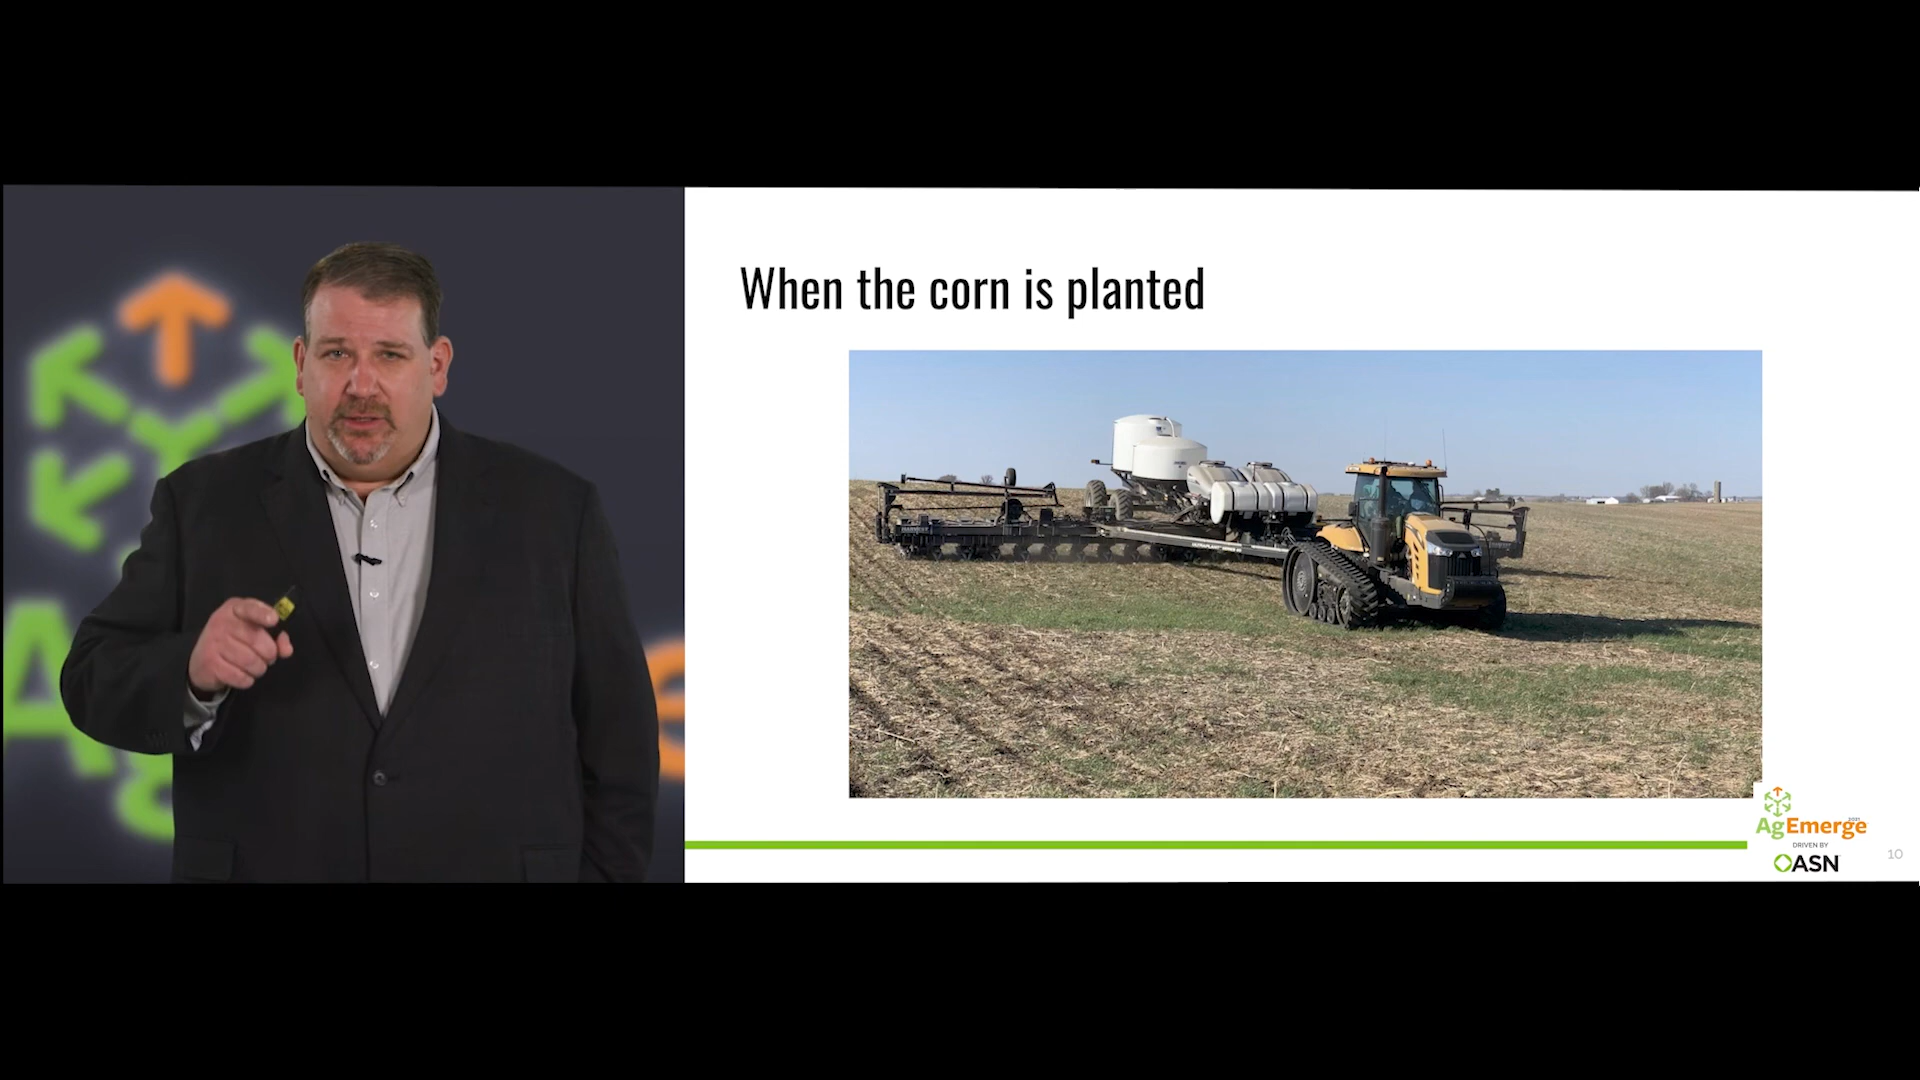 When the corn is planted
AgEmerge
2021
DRIVEN BY
ASN
10